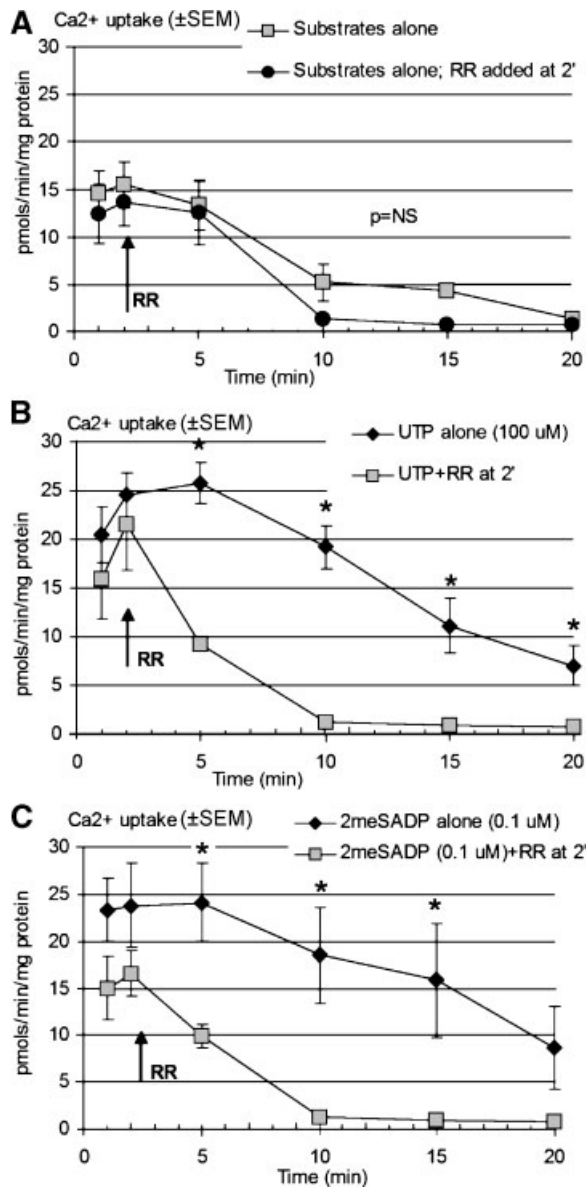 A
Ca2+ uptake (±SEM)
Substrates alone
Substrates alone; RR added at 2'
30
25
20
15
10
5
0
pmols/min/mg protein
p=NS
RR
0 5 10 15 20
Time (min)
B
Ca2+ uptake (±SEM)
UTP alone (100 uM)
UTP+RR at 2'
30
25
20
15
10
5
0
pmols/min/mg protein
*
*
*
*
RR
0 5 10 15 20
Time (min)
C
Ca2+ uptake (±SEM)
2meSADP alone (0.1 uM)
2meSADP (0.1 uM)+RR at 2'
30
25
20
15
10
5
0
pmols/min/mg protein
*
*
*
RR
0 5 10 15 20
Time (min)